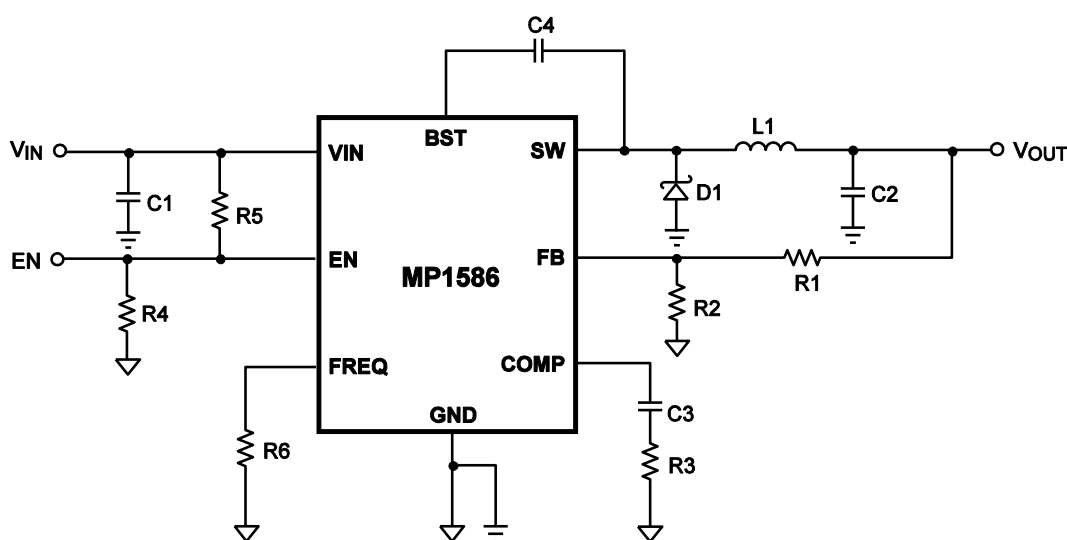 C4
VIN
VIN
BST
SW
L1
VOUT
C1
R5
D1
C2
EN
EN
MP1586
FB
R1
R4
R2
FREQ
COMP
GND
C3
R6
R3